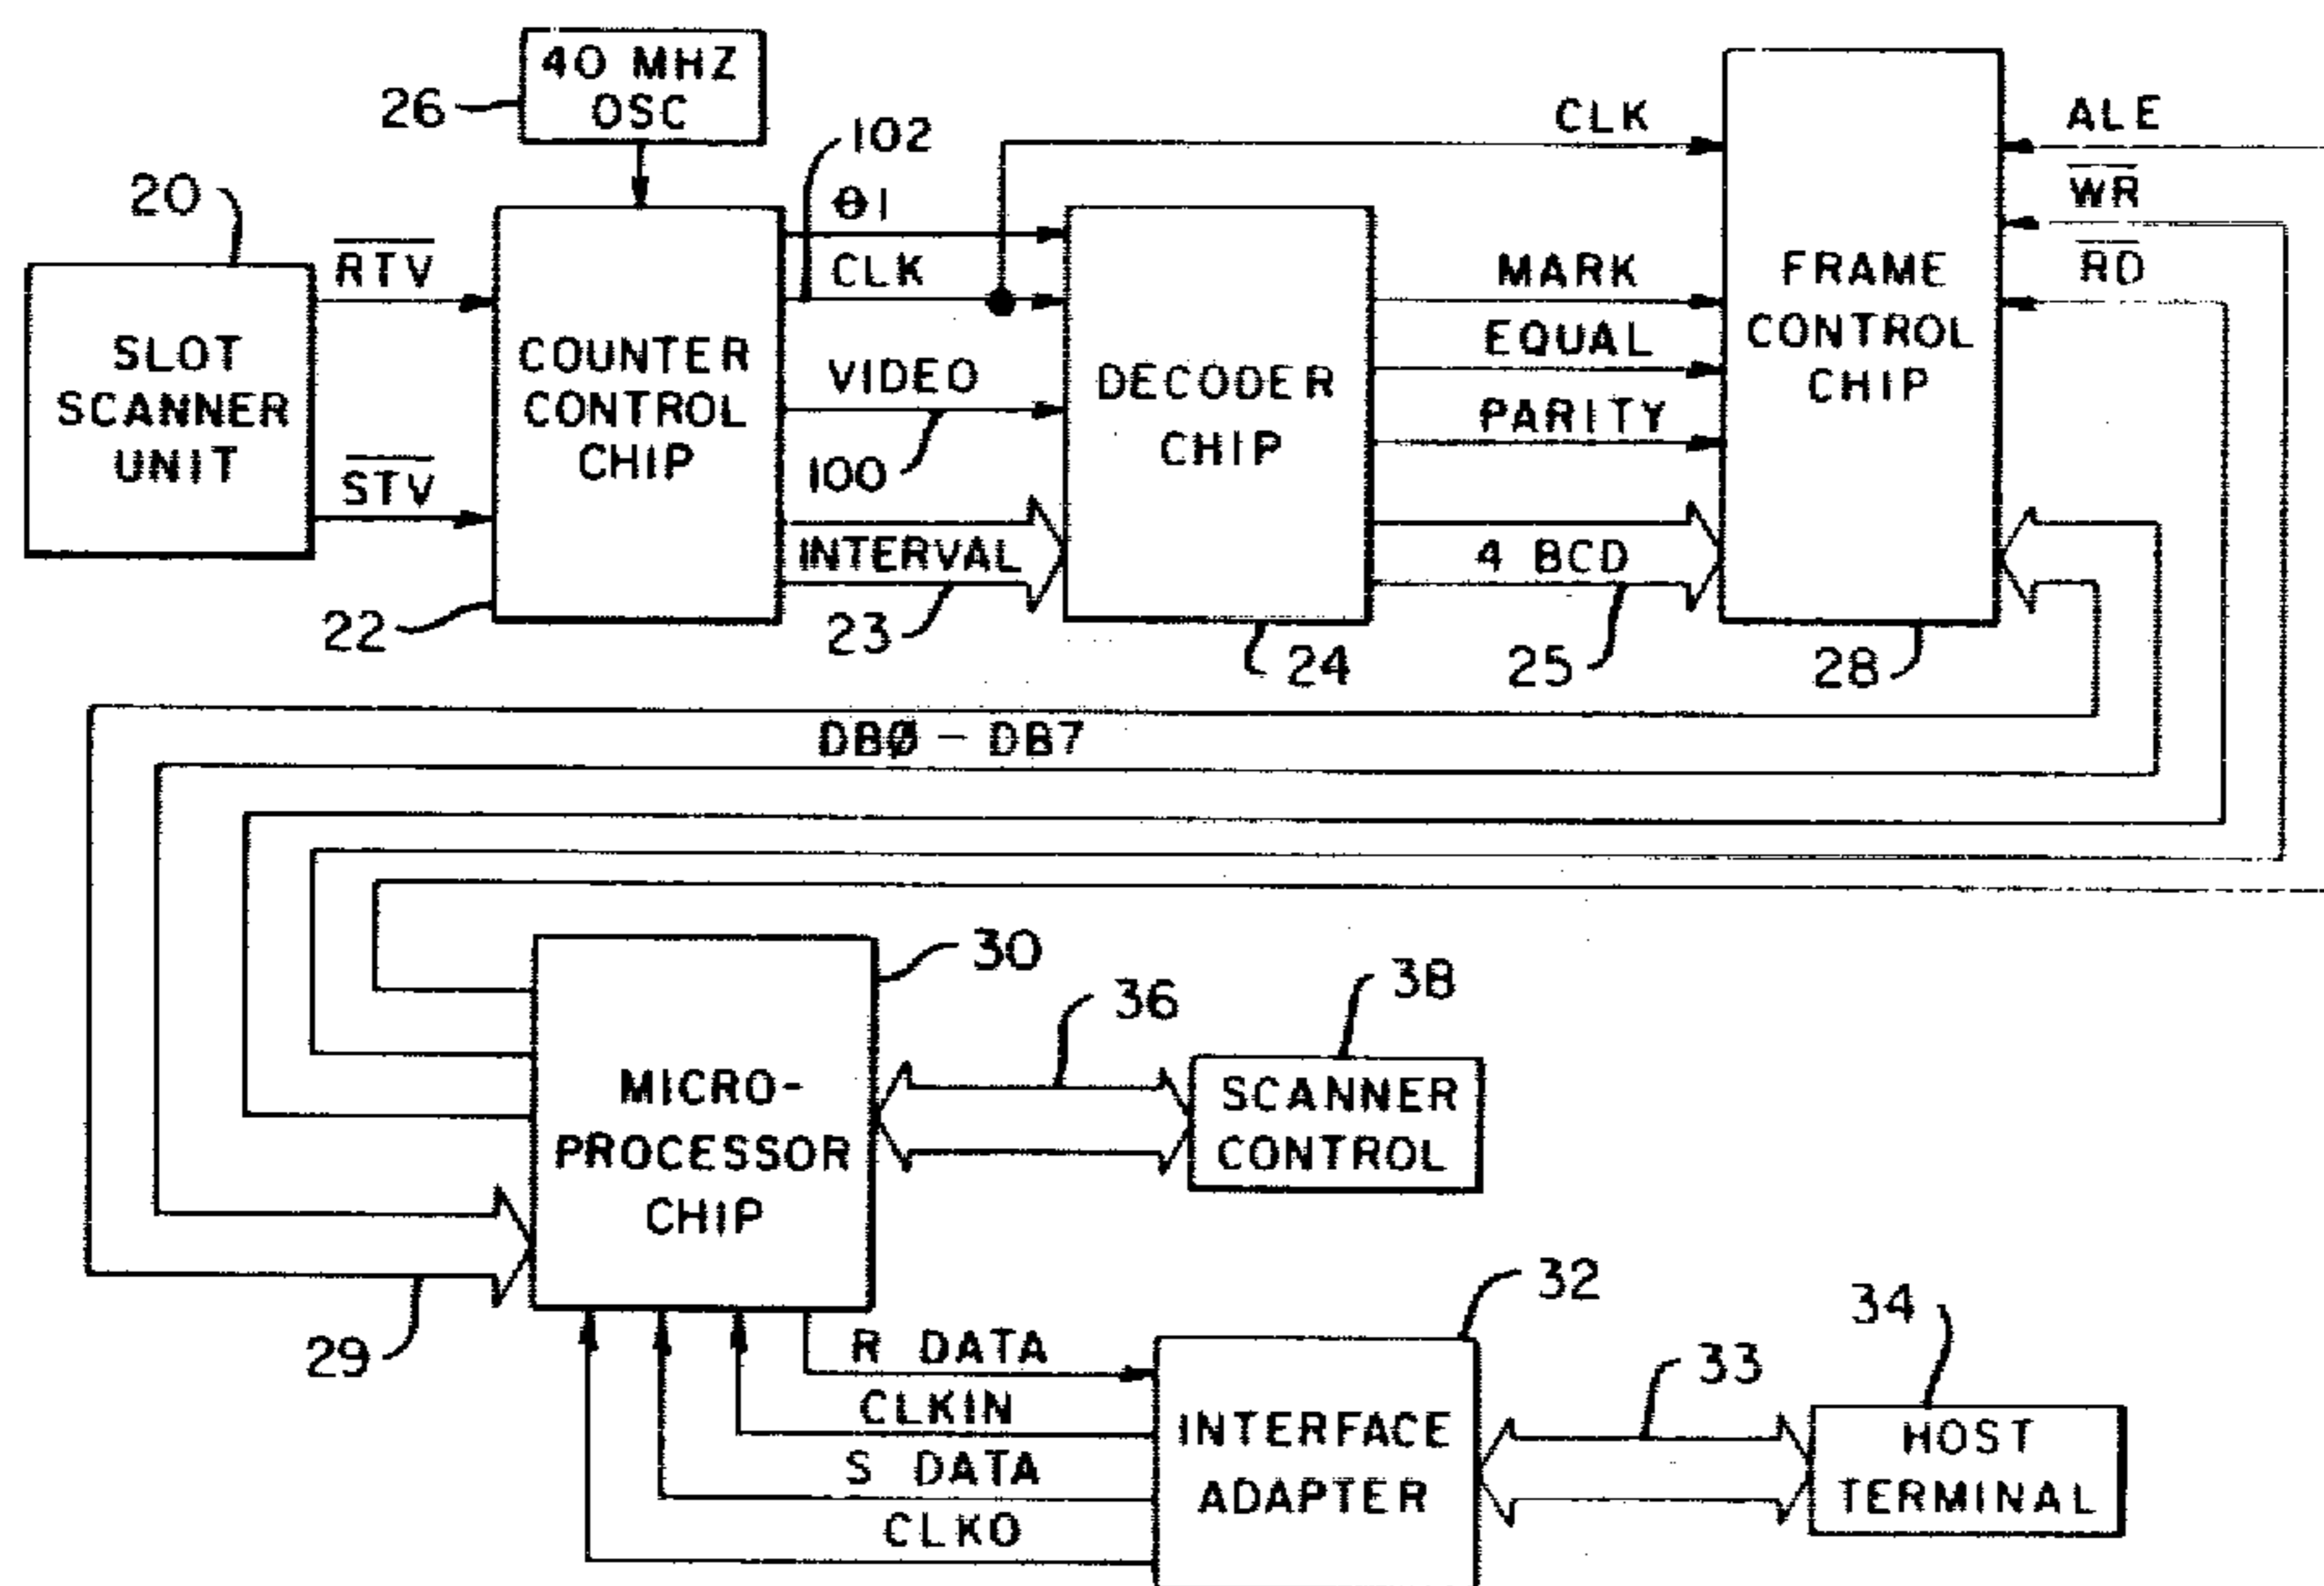 40 MHZ
OSC
26
102
CLK
ALE
20
θ1
WR
RTV
CLK
MARK
RD
SLOT
SCANNER
UNIT
COUNTER
CONTROL
CHIP
VIDEO
DECODER
CHIP
EQUAL
FRAME
CONTROL
CHIP
PARITY
STV
100
INTERVAL
4 BCD
22
23
24
25
28
DBØ - DB7
30
36
38
MICRO-
PROCESSOR
CHIP
SCANNER
CONTROL
29
32
34
R DATA
33
CLKIN
INTERFACE
ADAPTER
HOST
TERMINAL
S DATA
CLKO